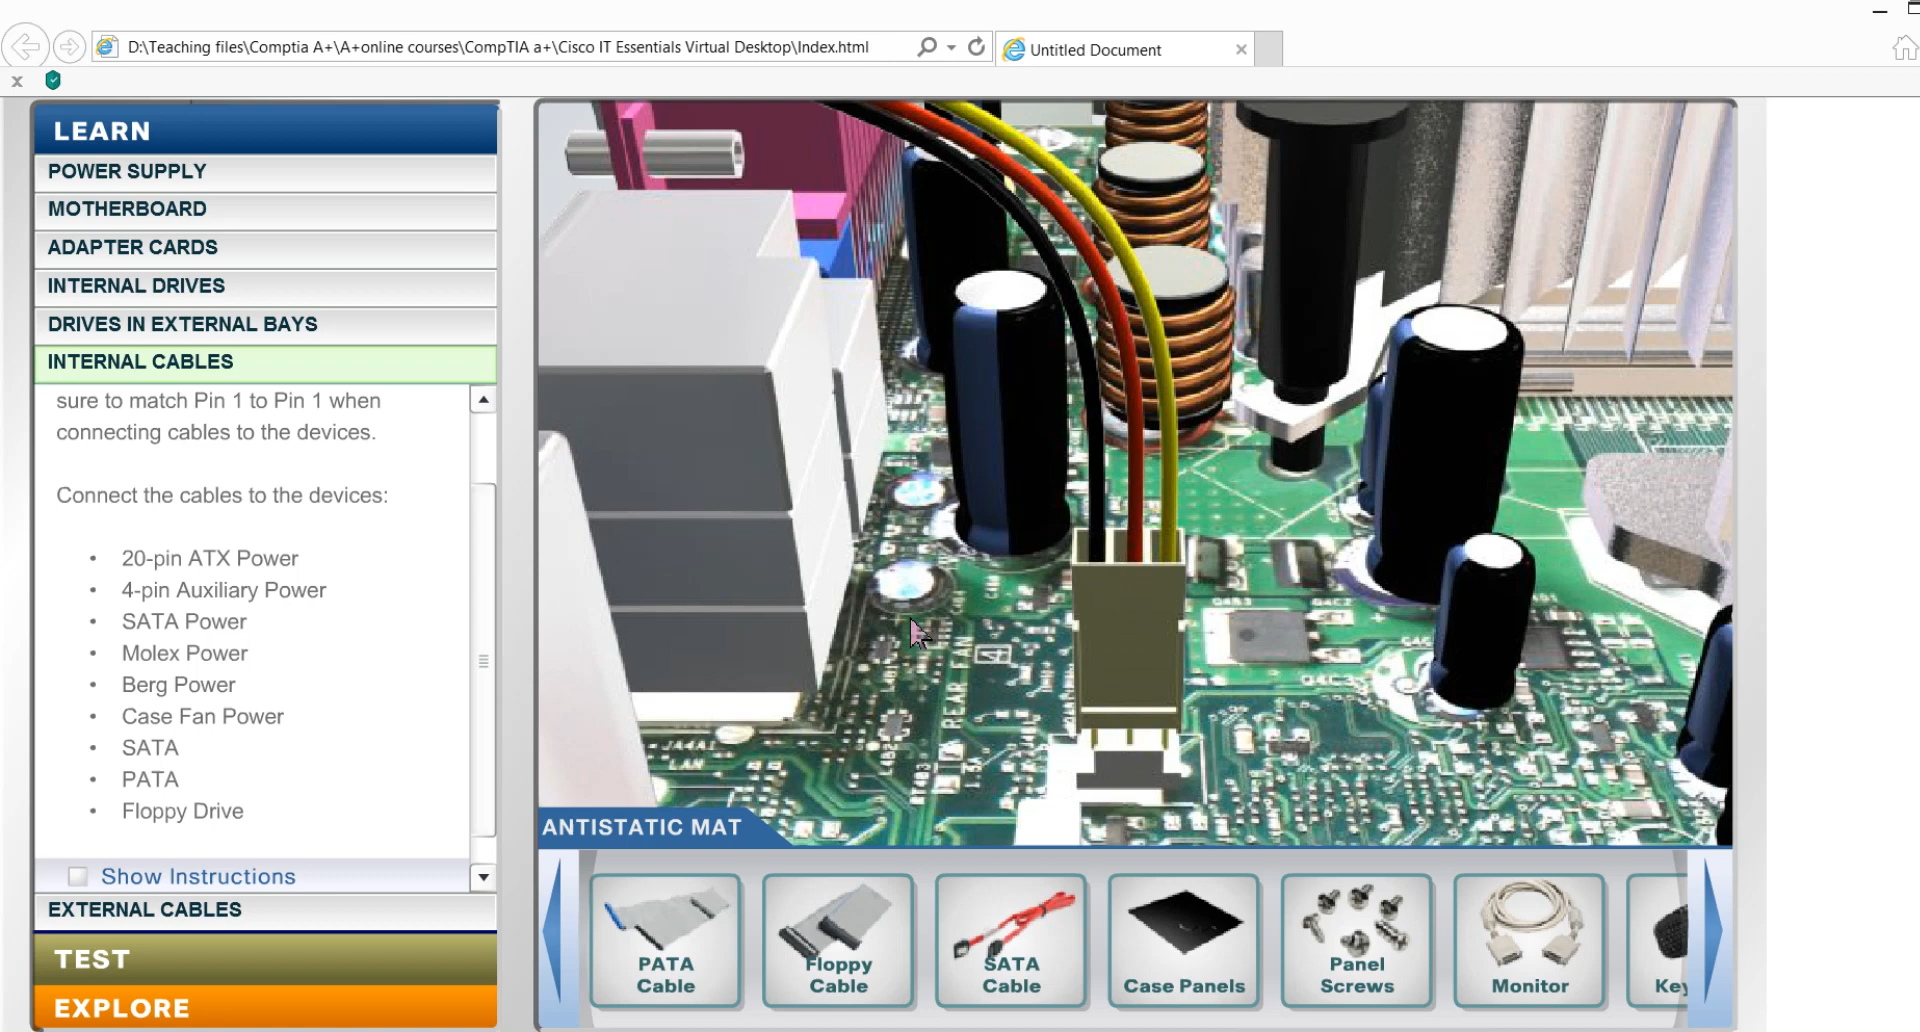 D:\Teaching files\Comptia A+\A+online courses\CompTIA a+\Cisco IT Essentials Virtual Desktop\Index.html
Untitled Document
LEARN
POWER SUPPLY
MOTHERBOARD
ADAPTER CARDS
INTERNAL DRIVES
DRIVES IN EXTERNAL BAYS
INTERNAL CABLES
sure to match Pin 1 to Pin 1 when
connecting cables to the devices.
Connect the cables to the devices:
• 20-pin ATX Power
• 4-pin Auxiliary Power
• SATA Power
• Molex Power
• Berg Power
• Case Fan Power
• SATA
• PATA
• Floppy Drive
Show Instructions
EXTERNAL CABLES
TEST
EXPLORE
REAR FAN
JA4A1
LAN
ANTISTATIC MAT
PATA
Cable
Floppy
Cable
SATA
Cable
Case Panels
Panel
Screws
Monitor
Key